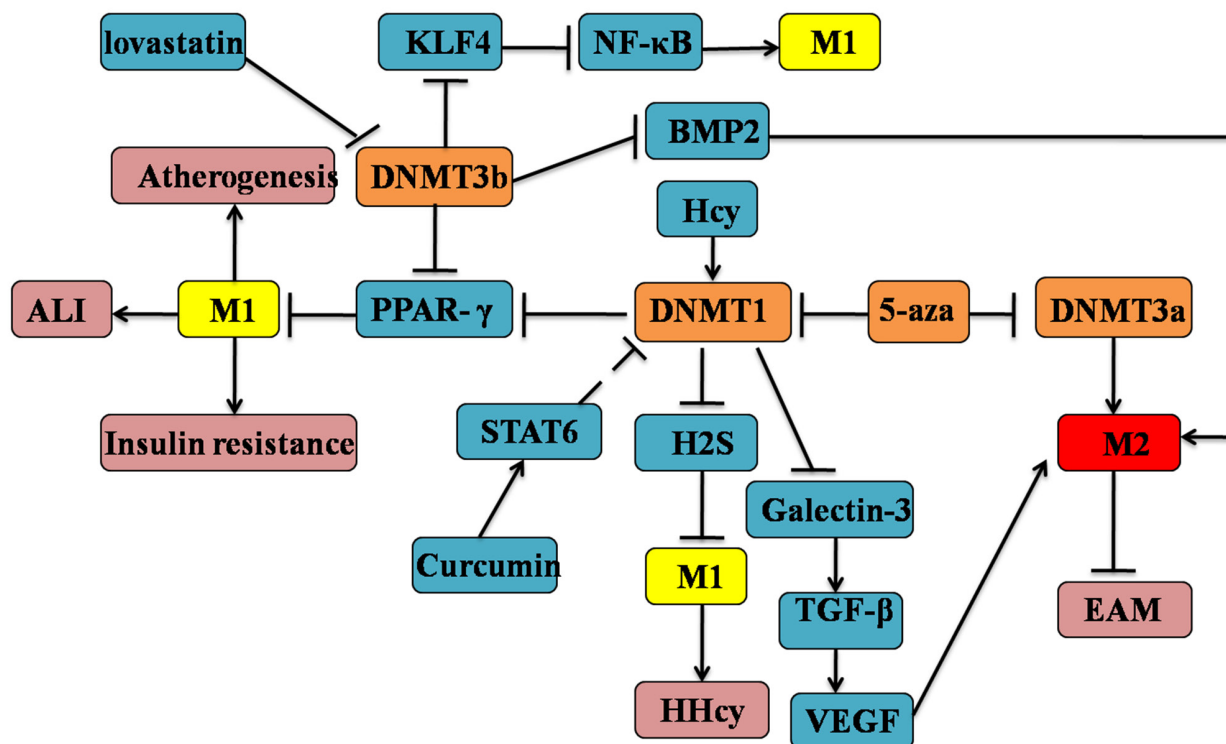 lovastatin
KLF4
NF-κB
M1
BMP2
Atherogenesis
DNMT3b
Hcy
ALI
M1
PPAR- γ
DNMT1
5-aza
DNMT3a
Insulin resistance
STAT6
H2S
M2
Galectin-3
Curcumin
M1
TGF-β
EAM
HHcy
VEGF